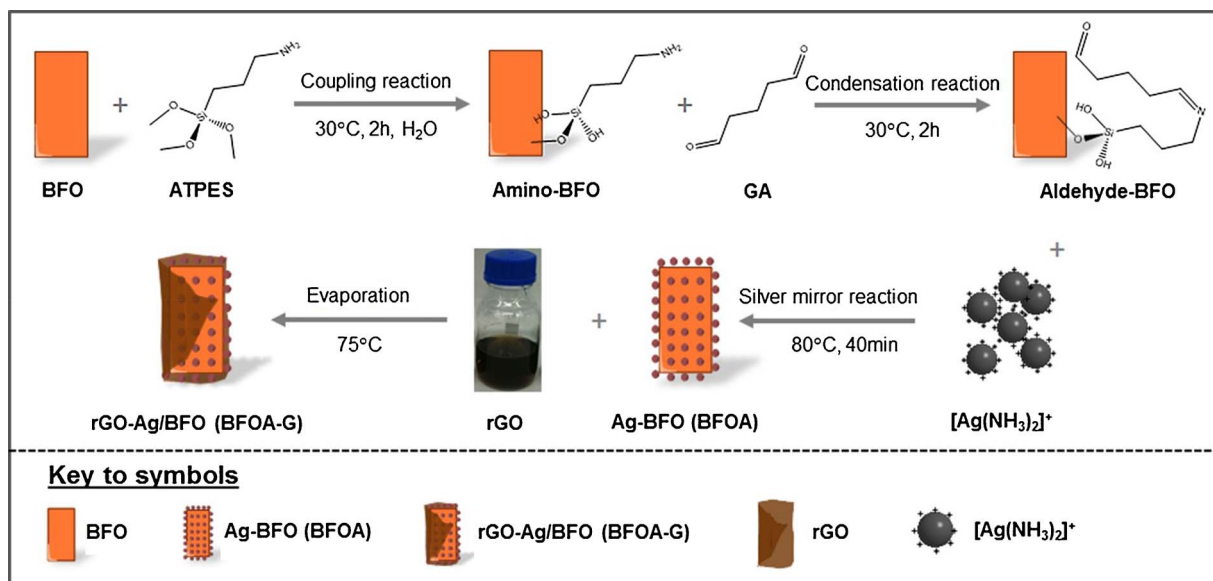 BFO
+
ATPES
NH₂
Si
O
O
O
Coupling reaction
30°C, 2h, H₂O
Amino-BFO
NH₂
HO
Si
OH
O
+
GA
O
O
Condensation reaction
30°C, 2h
Aldehyde-BFO
O
N
HO
Si
O
OH
+
rGO-Ag/BFO (BFOA-G)
Evaporation
75°C
rGO
+
Ag-BFO (BFOA)
Silver mirror reaction
80°C, 40min
[Ag(NH₃)₂]⁺
Key to symbols
BFO
Ag-BFO (BFOA)
rGO-Ag/BFO (BFOA-G)
rGO
[Ag(NH₃)₂]⁺